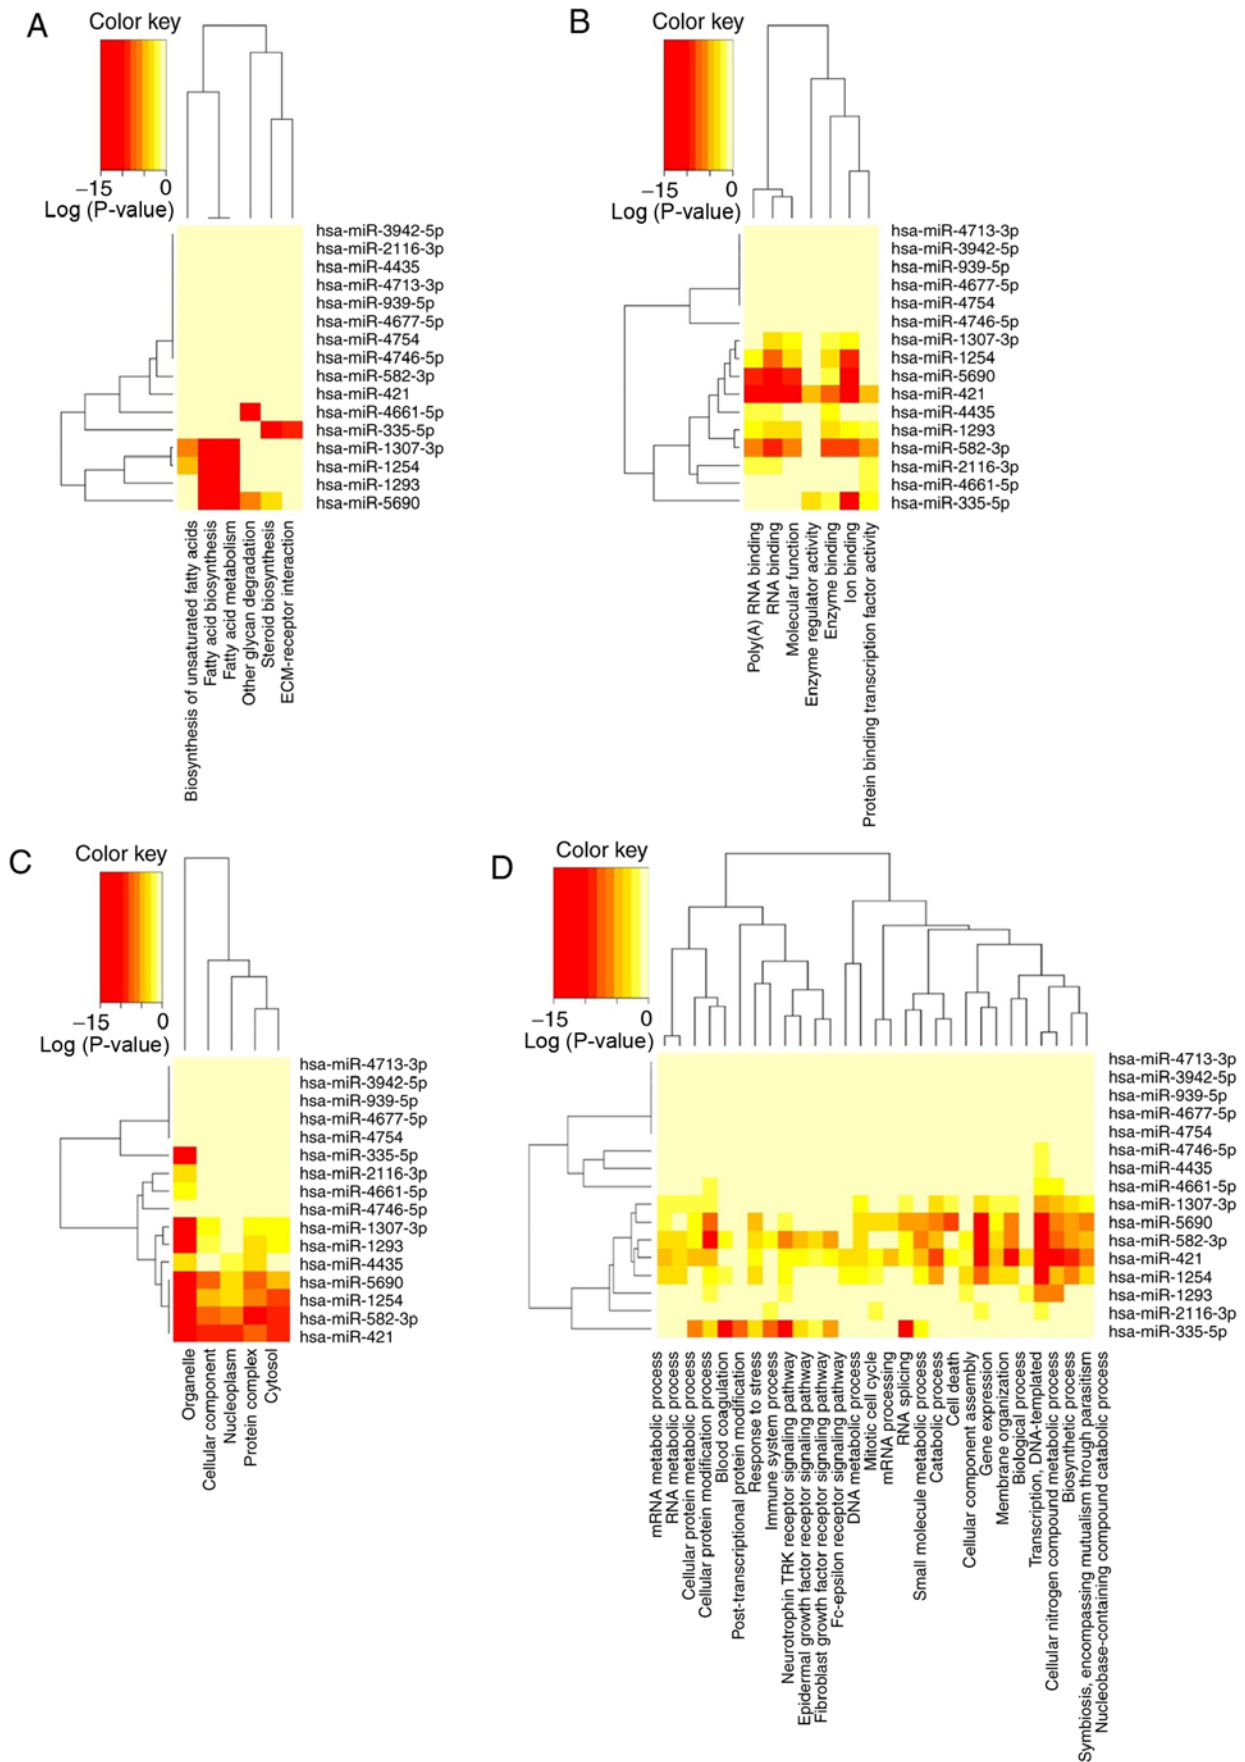 A
Color key
−15 0
Log (P-value)
hsa-miR-3942-5p
hsa-miR-2116-3p
hsa-miR-4435
hsa-miR-4713-3p
hsa-miR-939-5p
hsa-miR-4677-5p
hsa-miR-4754
hsa-miR-4746-5p
hsa-miR-582-3p
hsa-miR-421
hsa-miR-4661-5p
hsa-miR-335-5p
hsa-miR-1307-3p
hsa-miR-1254
hsa-miR-1293
hsa-miR-5690
Biosynthesis of unsaturated fatty acids
Fatty acid biosynthesis
Fatty acid metabolism
Other glycan degradation
Steroid biosynthesis
ECM-receptor interaction
B
Color key
−15 0
Log (P-value)
hsa-miR-4713-3p
hsa-miR-3942-5p
hsa-miR-939-5p
hsa-miR-4677-5p
hsa-miR-4754
hsa-miR-4746-5p
hsa-miR-1307-3p
hsa-miR-1254
hsa-miR-5690
hsa-miR-421
hsa-miR-4435
hsa-miR-1293
hsa-miR-582-3p
hsa-miR-2116-3p
hsa-miR-4661-5p
hsa-miR-335-5p
Poly(A) RNA binding
RNA binding
Molecular function
Enzyme regulator activity
Enzyme binding
Ion binding
Protein binding transcription factor activity
C
Color key
−15 0
Log (P-value)
hsa-miR-4713-3p
hsa-miR-3942-5p
hsa-miR-939-5p
hsa-miR-4677-5p
hsa-miR-4754
hsa-miR-335-5p
hsa-miR-2116-3p
hsa-miR-4661-5p
hsa-miR-4746-5p
hsa-miR-1307-3p
hsa-miR-1293
hsa-miR-4435
hsa-miR-5690
hsa-miR-1254
hsa-miR-582-3p
hsa-miR-421
Organelle
Cellular component
Nucleoplasm
Protein complex
Cytosol
D
Color key
−15 0
Log (P-value)
hsa-miR-4713-3p
hsa-miR-3942-5p
hsa-miR-939-5p
hsa-miR-4677-5p
hsa-miR-4754
hsa-miR-4746-5p
hsa-miR-4435
hsa-miR-4661-5p
hsa-miR-1307-3p
hsa-miR-5690
hsa-miR-582-3p
hsa-miR-421
hsa-miR-1254
hsa-miR-1293
hsa-miR-2116-3p
hsa-miR-335-5p
mRNA metabolic process
RNA metabolic process
Cellular protein metabolic process
Cellular protein modification process
Blood coagulation
Post-transcriptional protein modification
Response to stress
Immune system process
Neurotrophin TRK receptor signaling pathway
Epidermal growth factor receptor signaling pathway
Fibroblast growth factor receptor signaling pathway
Fc-epsilon receptor signaling pathway
DNA metabolic process
Mitotic cell cycle
mRNA processing
RNA splicing
Small molecule metabolic process
Catabolic process
Cell death
Cellular component assembly
Gene expression
Membrane organization
Biological process
Transcription, DNA-templated
Cellular nitrogen compound metabolic process
Biosynthetic process
Symbiosis, encompassing mutualism through parasitism
Nucleobase-containing compound catabolic process